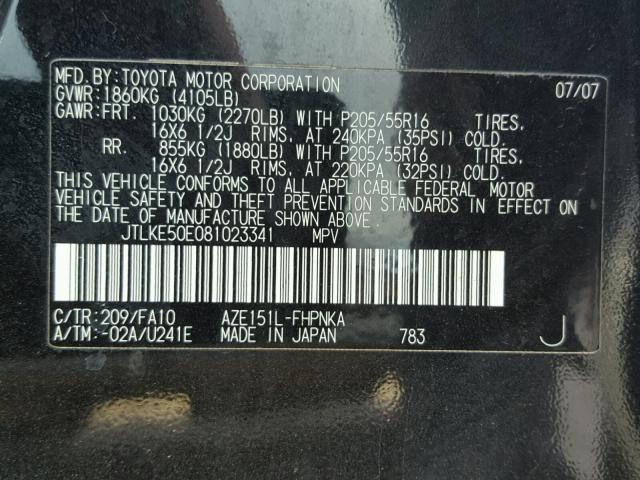 MFD.BY:TOYOTA MOTOR CORPORATION 07/07
GVWR:1860KG (4105LB)
GAWR:FRT. 1030KG (2270LB) WITH P205/55R16 TIRES,
16X6 1/2J RIMS, AT 240KPA (35PSI) COLD.
RR. 855KG (1880LB) WITH P205/55R16 TIRES,
16X6 1/2J RIMS, AT 220KPA (32PSI) COLD.
THIS VEHICLE CONFORMS TO ALL APPLICABLE FEDERAL MOTOR
VEHICLE SAFETY AND THEFT PREVENTION STANDARDS IN EFFECT ON
THE DATE OF MANUFACTURE SHOWN ABOVE.
JTLKE50E081023341 MPV
C/TR:209/FA10 AZE151L-FHPNKA
A/TM:-02A/U241E MADE IN JAPAN 783 J